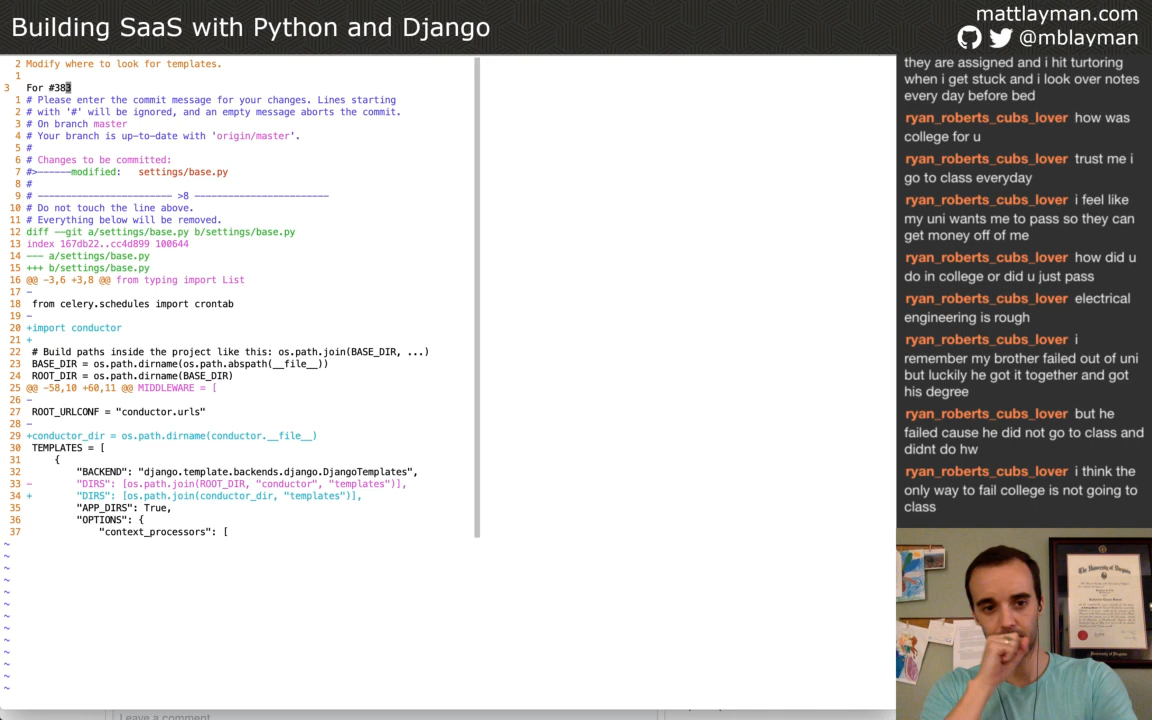 Building SaaS with Python and Django
mattlayman.com
@mblayman
2 Modify where to look for templates.
1
3 For #383
1 # Please enter the commit message for your changes. Lines starting
2 # with '#' will be ignored, and an empty message aborts the commit.
3 # On branch master
4 # Your branch is up-to-date with 'origin/master'.
5 #
6 # Changes to be committed:
7 #>------modified:   settings/base.py
8 #
9 # ------------------------ >8 ------------------------
10 # Do not touch the line above.
11 # Everything below will be removed.
12 diff --git a/settings/base.py b/settings/base.py
13 index 167db22..cc4d899 100644
14 --- a/settings/base.py
15 +++ b/settings/base.py
16 @@ -3,6 +3,8 @@ from typing import List
17 -
18  from celery.schedules import crontab
19 -
20 +import conductor
21 +
22  # Build paths inside the project like this: os.path.join(BASE_DIR, ...)
23  BASE_DIR = os.path.dirname(os.path.abspath(__file__))
24  ROOT_DIR = os.path.dirname(BASE_DIR)
25 @@ -58,10 +60,11 @@ MIDDLEWARE = [
26 -
27  ROOT_URLCONF = "conductor.urls"
28 -
29 +conductor_dir = os.path.dirname(conductor.__file__)
30  TEMPLATES = [
31      {
32          "BACKEND": "django.template.backends.django.DjangoTemplates",
33 -        "DIRS": [os.path.join(ROOT_DIR, "conductor", "templates")],
34 +        "DIRS": [os.path.join(conductor_dir, "templates")],
35          "APP_DIRS": True,
36          "OPTIONS": {
37              "context_processors": [
~
~
~
~
~
~
~
~
~
~
~
~
~
Leave a comment
they are assigned and i hit turtoring
when i get stuck and i look over notes
every day before bed
ryan_roberts_cubs_lover how was
college for u
ryan_roberts_cubs_lover trust me i
go to class everyday
ryan_roberts_cubs_lover i feel like
my uni wants me to pass so they can
get money off of me
ryan_roberts_cubs_lover how did u
do in college or did u just pass
ryan_roberts_cubs_lover electrical
engineering is rough
ryan_roberts_cubs_lover i
remember my brother failed out of uni
but luckily he got it together and got
his degree
ryan_roberts_cubs_lover but he
failed cause he did not go to class and
didnt do hw
ryan_roberts_cubs_lover i think the
only way to fail college is not going to
class
The University of Virginia